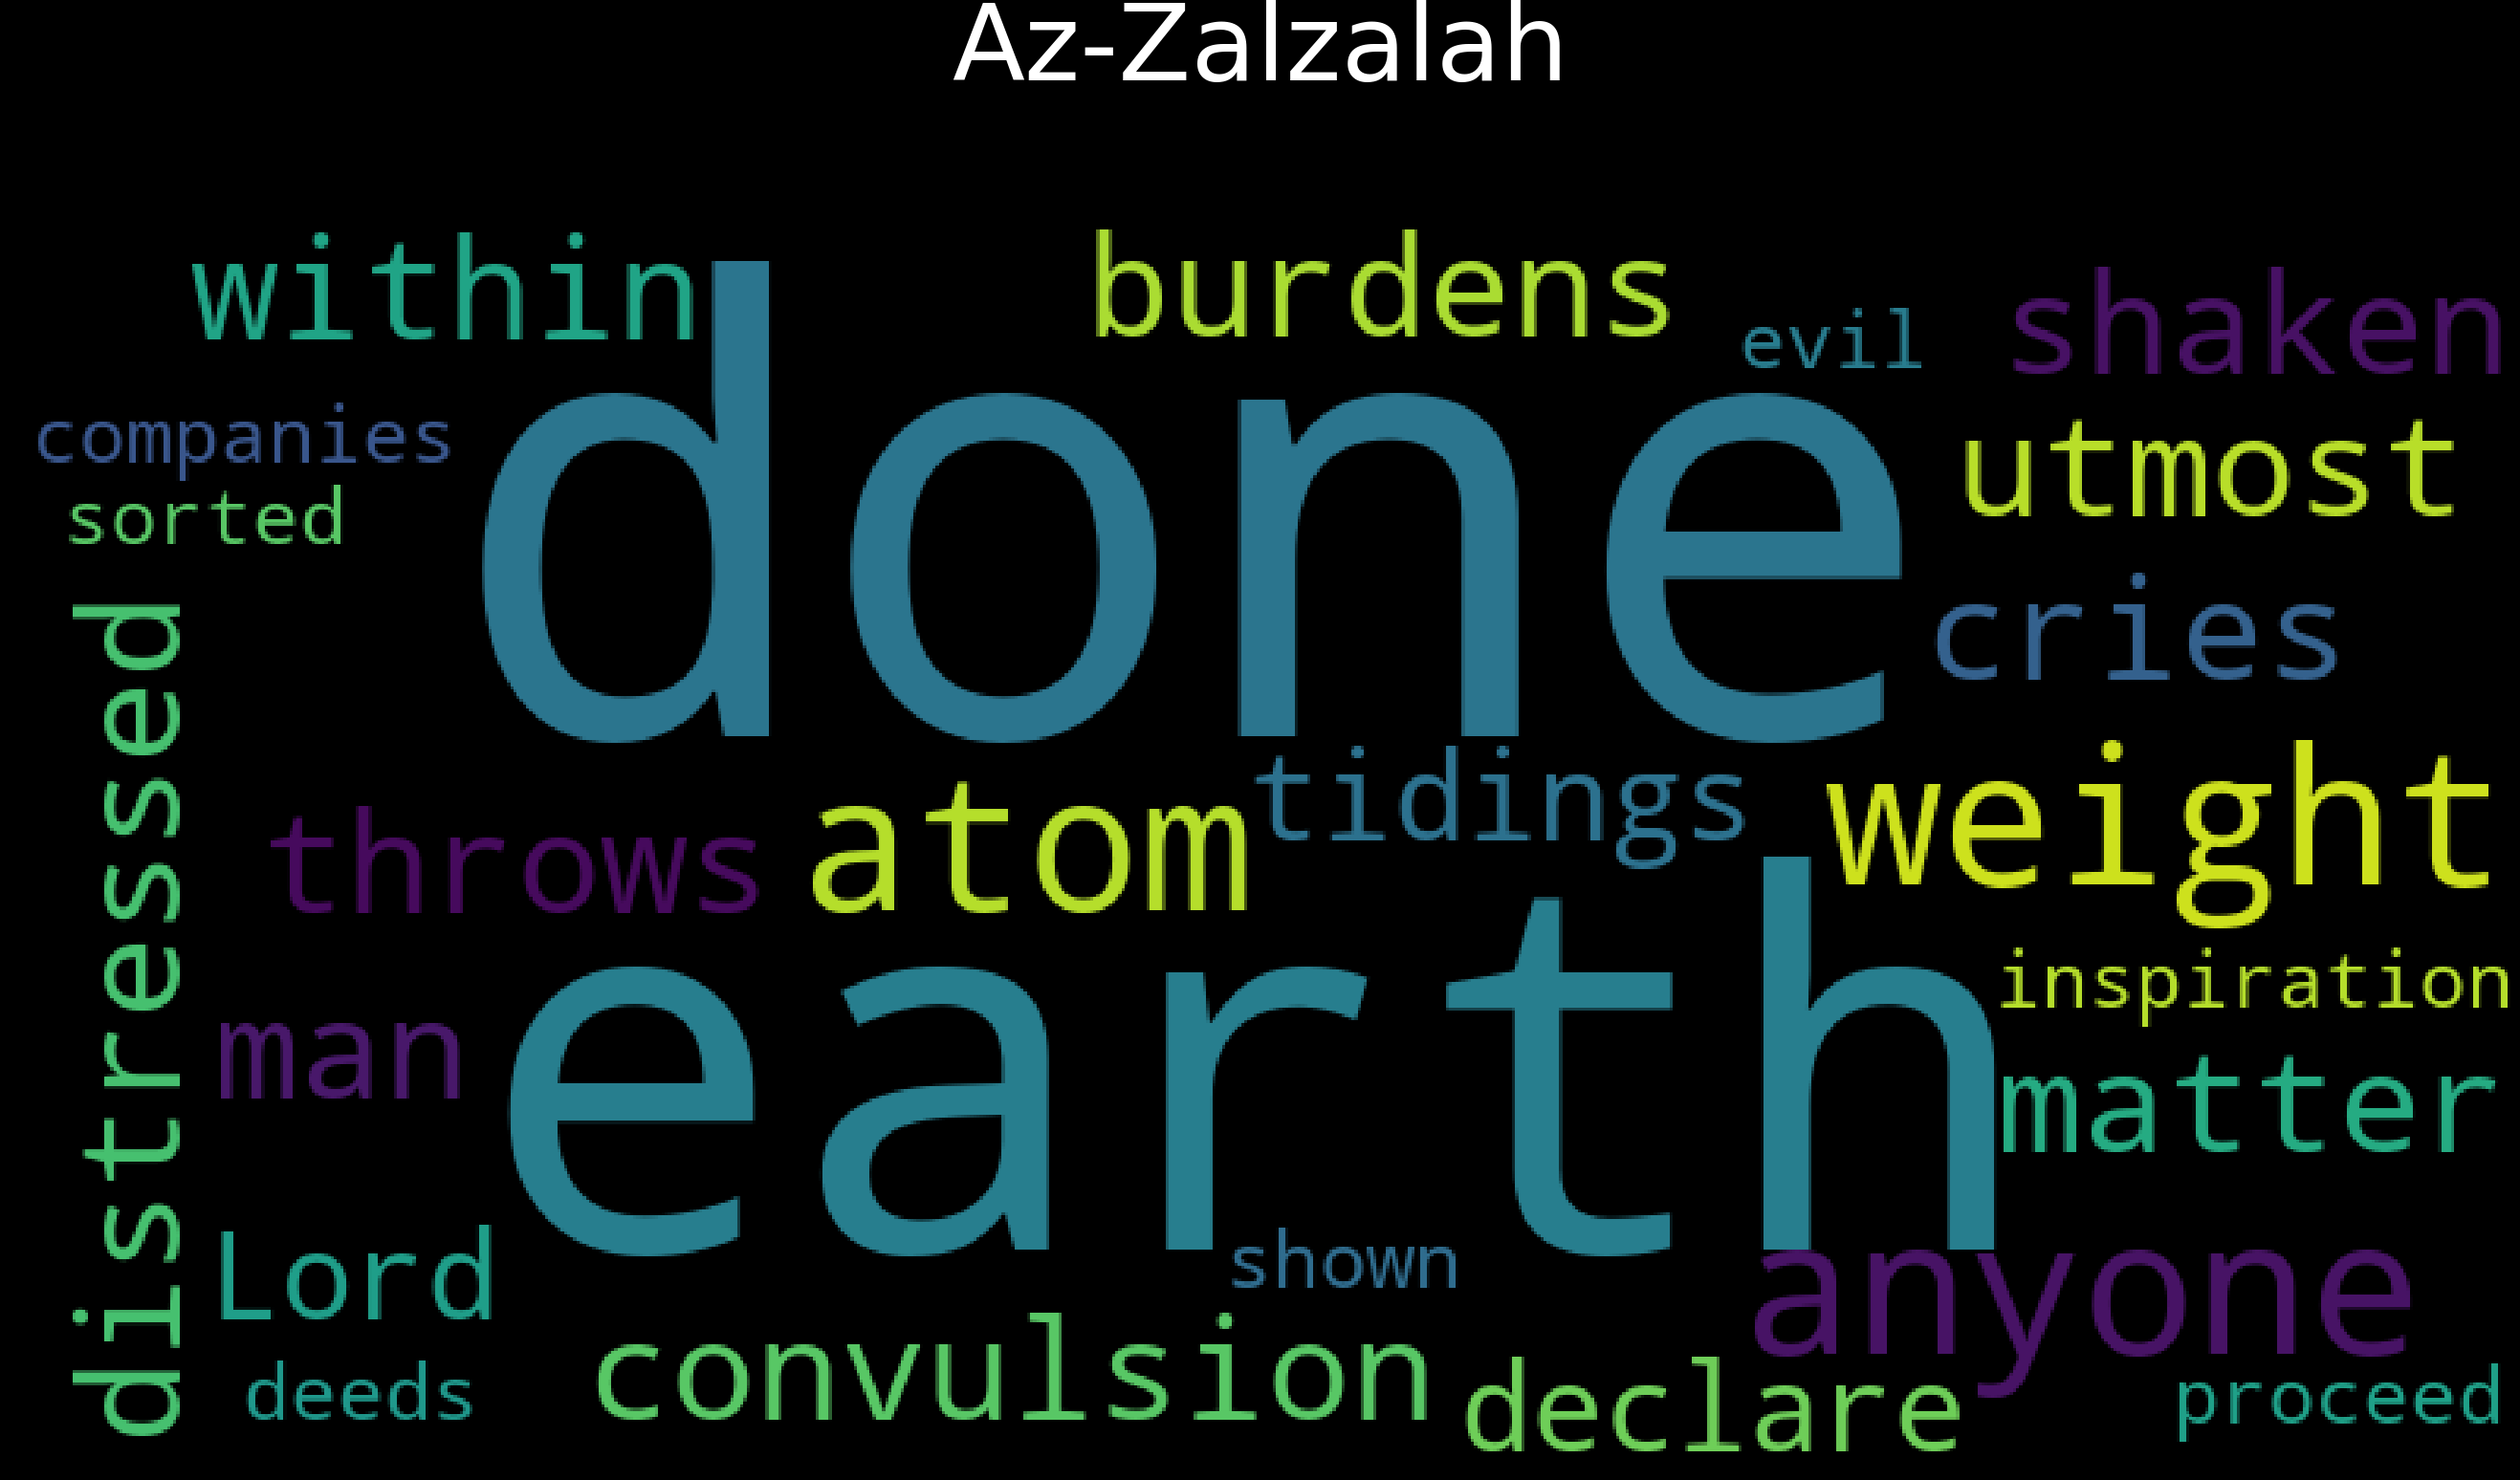 Az-Zalzalah
within
burdens
evil
shaken
companies
done
utmost
sorted
cries
distressed
tidings
weight
throws
atom
earth
inspiration
man
matter
Lord
shown
anyone
deeds
convulsion
declare
proceed